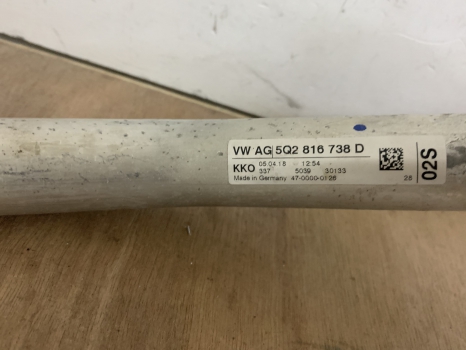 VW AG 5Q2 816 738 D
KKO 05.04.18 12:54
337 5039 30133
Made in Germany 47-0000-0126
28
02S